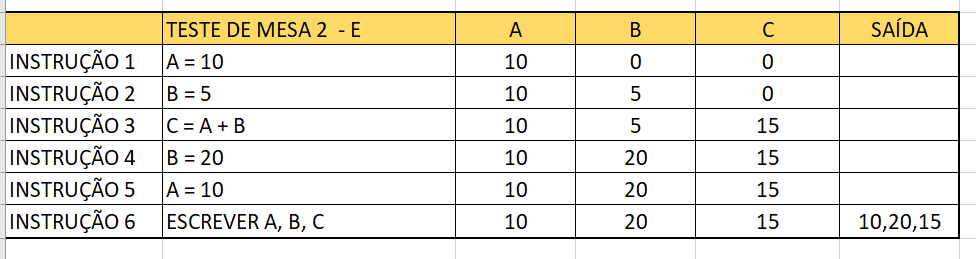 TESTE DE MESA 2 - E A B C SAÍDA
INSTRUÇÃO 1 A = 10 10 0 0
INSTRUÇÃO 2 B = 5 10 5 0
INSTRUÇÃO 3 C = A + B 10 5 15
INSTRUÇÃO 4 B = 20 10 20 15
INSTRUÇÃO 5 A = 10 10 20 15
INSTRUÇÃO 6 ESCREVER A, B, C 10 20 15 10,20,15